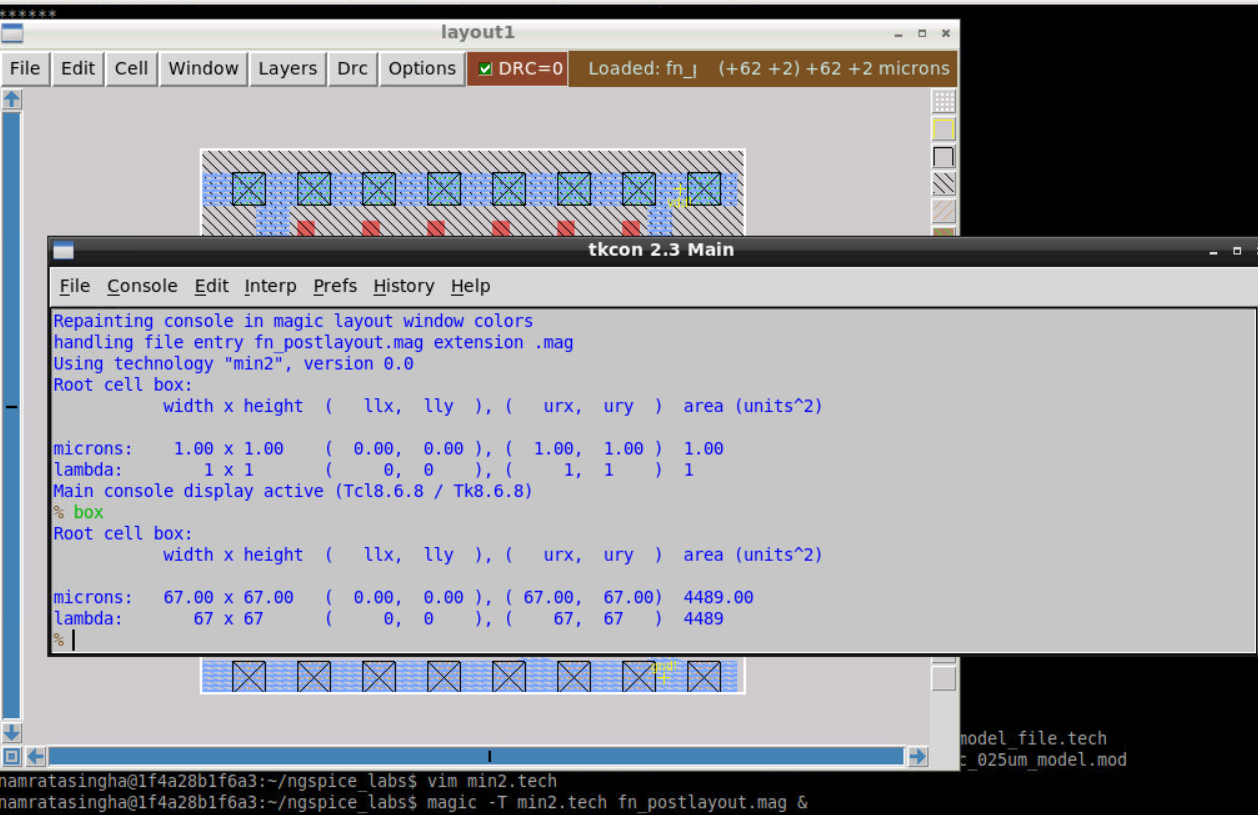 ******
layout1
File Edit Cell Window Layers Drc Options DRC=0 Loaded: fn_p (+62 +2) +62 +2 microns
vdd!
tkcon 2.3 Main
File Console Edit Interp Prefs History Help
Repainting console in magic layout window colors
handling file entry fn_postlayout.mag extension .mag
Using technology "min2", version 0.0
Root cell box:
width x height ( llx, lly ), ( urx, ury ) area (units^2)
microns: 1.00 x 1.00 ( 0.00, 0.00 ), ( 1.00, 1.00 ) 1.00
lambda: 1 x 1 ( 0, 0 ), ( 1, 1 ) 1
Main console display active (Tcl8.6.8 / Tk8.6.8)
% box
Root cell box:
width x height ( llx, lly ), ( urx, ury ) area (units^2)
microns: 67.00 x 67.00 ( 0.00, 0.00 ), ( 67.00, 67.00) 4489.00
lambda: 67 x 67 ( 0, 0 ), ( 67, 67 ) 4489
%
gnd!
model_file.tech
c_025um_model.mod
namratasingha@1f4a28b1f6a3:~/ngspice_labs$ vim min2.tech
namratasingha@1f4a28b1f6a3:~/ngspice_labs$ magic -T min2.tech fn_postlayout.mag &